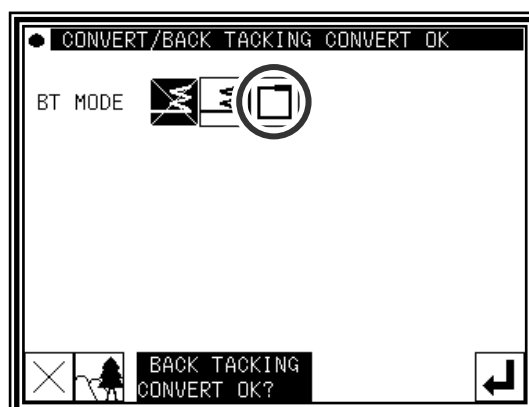 CONVERT/BACK TACKING CONVERT OK
BT MODE
BACK TACKING
CONVERT OK?